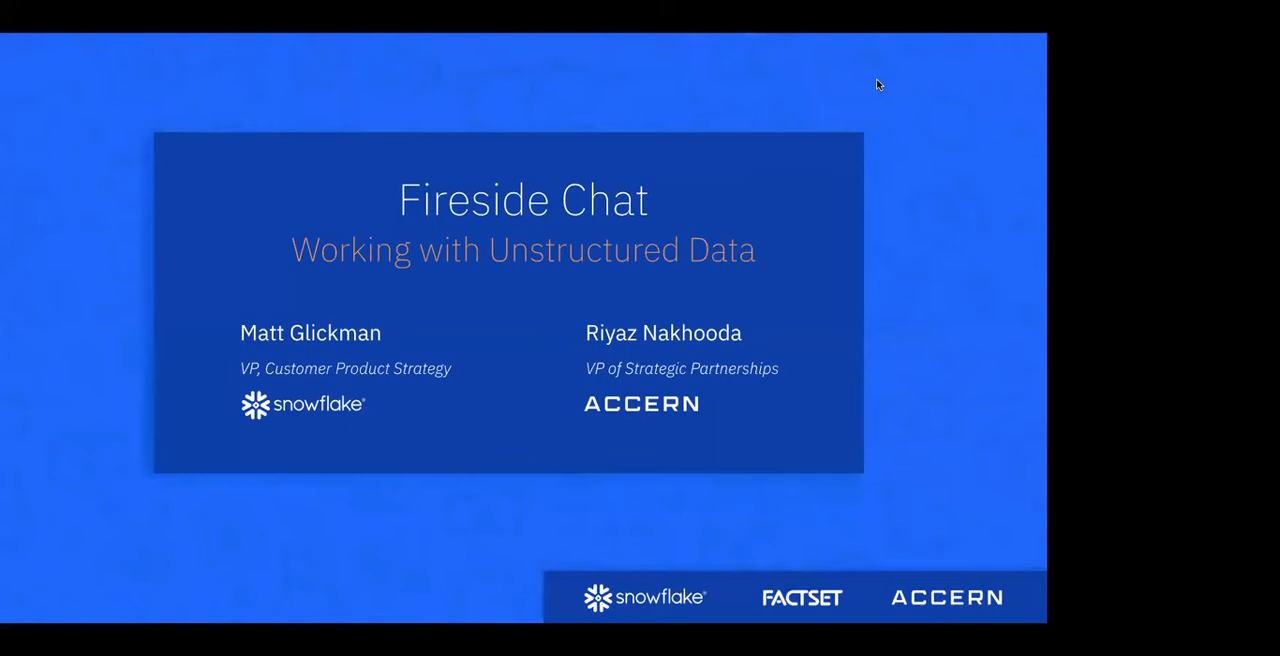 Fireside Chat
Working with Unstructured Data
Matt Glickman
VP, Customer Product Strategy
snowflake®
Riyaz Nakhooda
VP of Strategic Partnerships
ACCERN
snowflake® FACTSET ACCERN